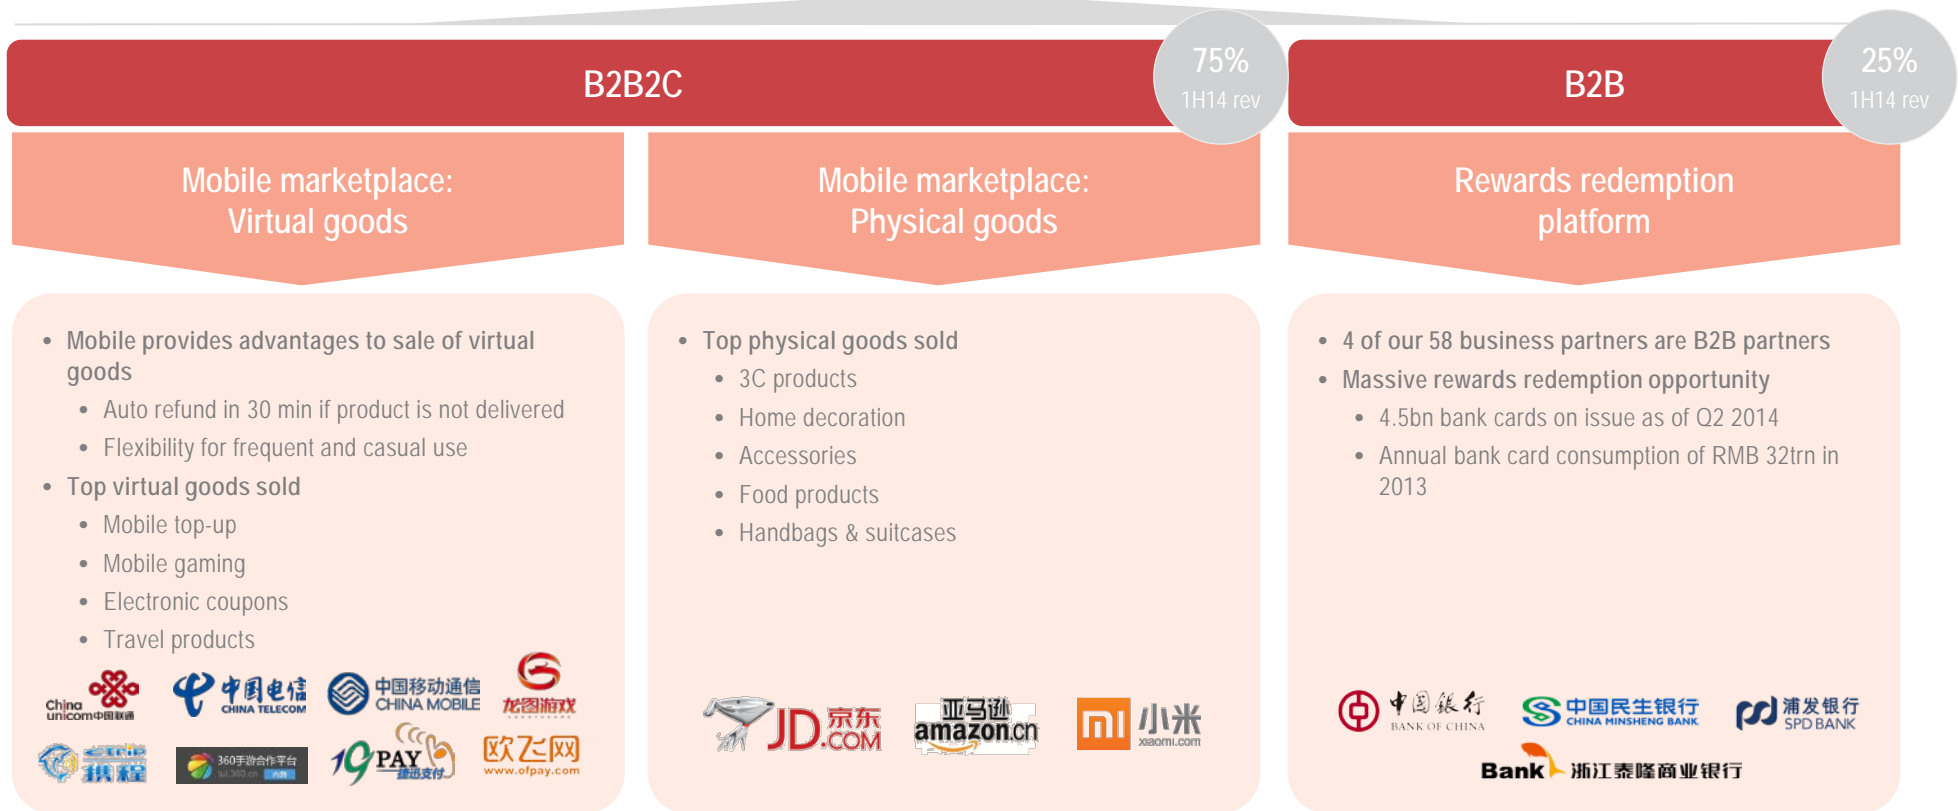 B2B2C
75%
1H14 rev
B2B
25%
1H14 rev
Mobile marketplace:
Virtual goods
Mobile marketplace:
Physical goods
Rewards redemption
platform
• Mobile provides advantages to sale of virtual
goods
• Auto refund in 30 min if product is not delivered
• Flexibility for frequent and casual use
• Top virtual goods sold
• Mobile top-up
• Mobile gaming
• Electronic coupons
• Travel products
China
unicom中国联通
中国电信
CHINA TELECOM
中国移动通信
CHINA MOBILE
龙图游戏
携程
360手游合作平台
19PAY
捷迅支付
欧飞网
www.ofpay.com
• Top physical goods sold
• 3C products
• Home decoration
• Accessories
• Food products
• Handbags & suitcases
JD京东
.COM
亚马逊
amazon.cn
小米
xiaomi.com
• 4 of our 58 business partners are B2B partners
• Massive rewards redemption opportunity
• 4.5bn bank cards on issue as of Q2 2014
• Annual bank card consumption of RMB 32trn in
2013
中国银行
BANK OF CHINA
中国民生银行
CHINA MINSHENG BANK
浦发银行
SPD BANK
Bank 浙江泰隆商业银行